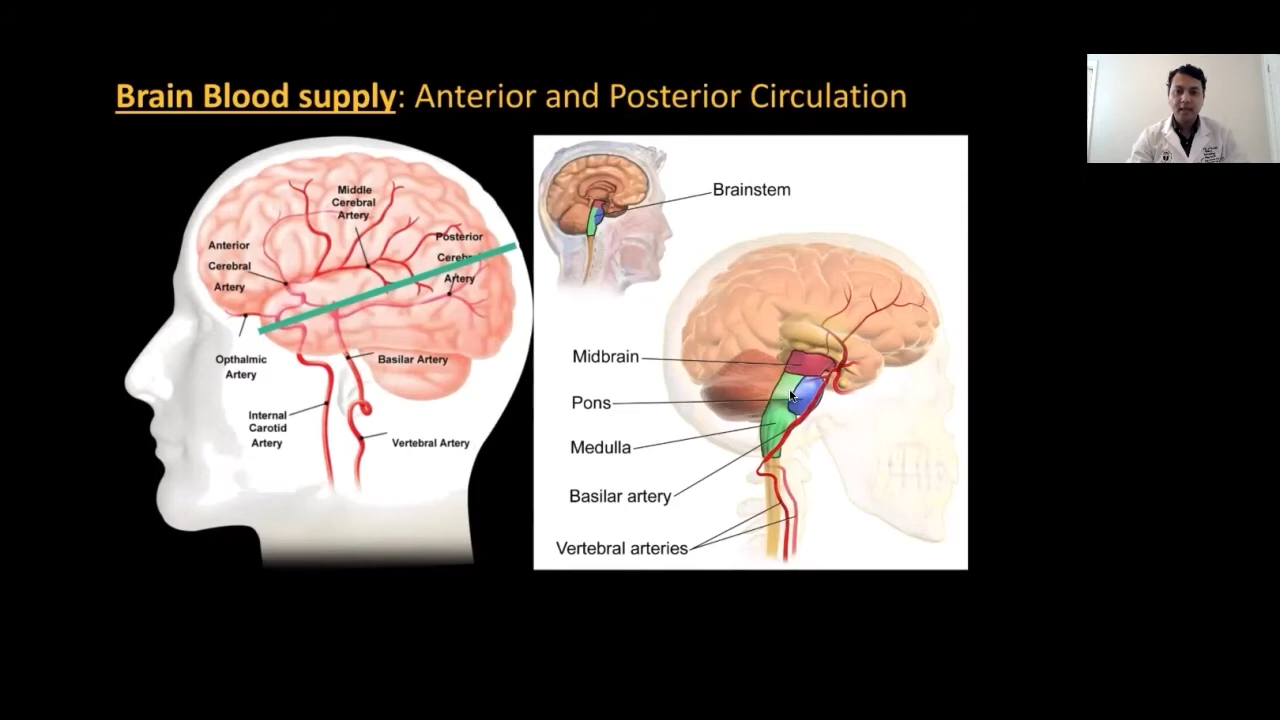 Brain Blood supply: Anterior and Posterior Circulation
Middle
Cerebral
Artery
Anterior
Cerebral
Artery
Posterior
Artery
Opthalmic
Artery
Basilar Artery
Internal
Carotid
Artery
Vertebral Artery
Brainstem
Midbrain
Pons
Medulla
Basilar artery
Vertebral arteries